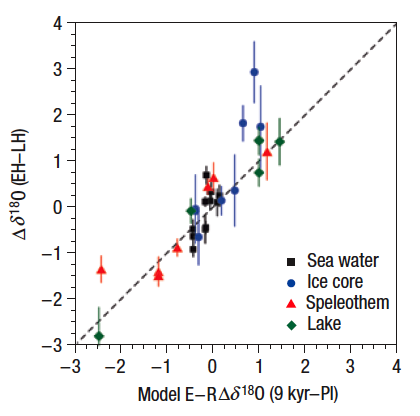 4
3
2
1
0
−1
−2
−3
Δδ¹⁸O (EH–LH)
Sea water
Ice core
Speleothem
Lake
−3 −2 −1 0 1 2 3 4
Model E–RΔδ¹⁸O (9 kyr–PI)